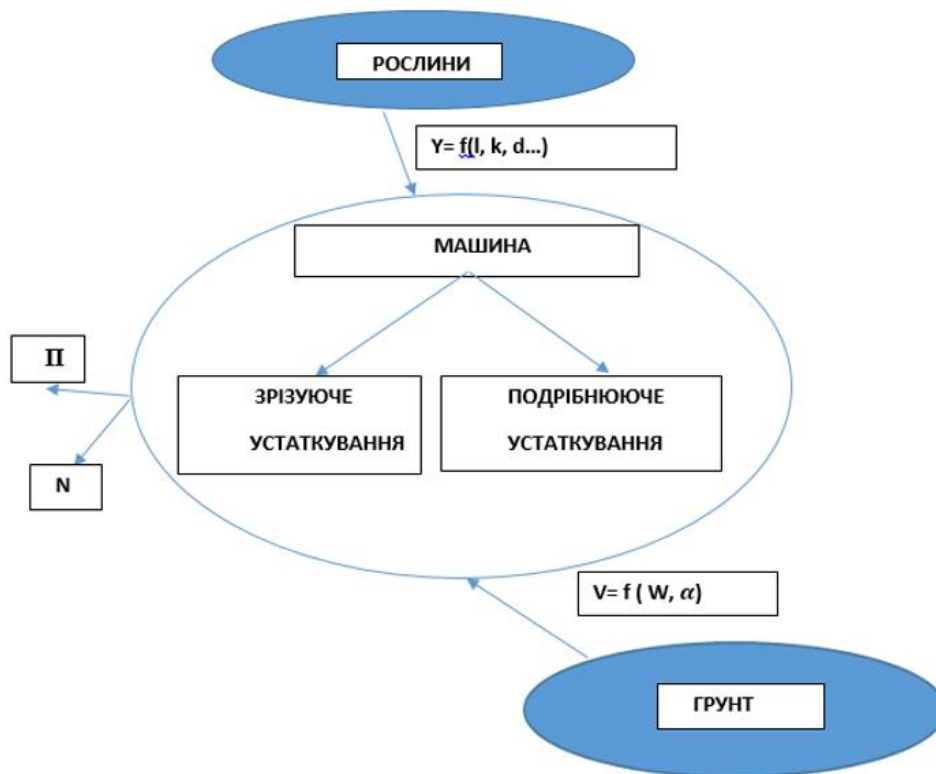 РОСЛИНИ
Y= f(l, k, d...)
МАШИНА
П
ЗРІЗУЮЧЕ
УСТАТКУВАННЯ
ПОДРІБНЮЮЧЕ
УСТАТКУВАННЯ
N
V= f ( W, α)
ГРУНТ